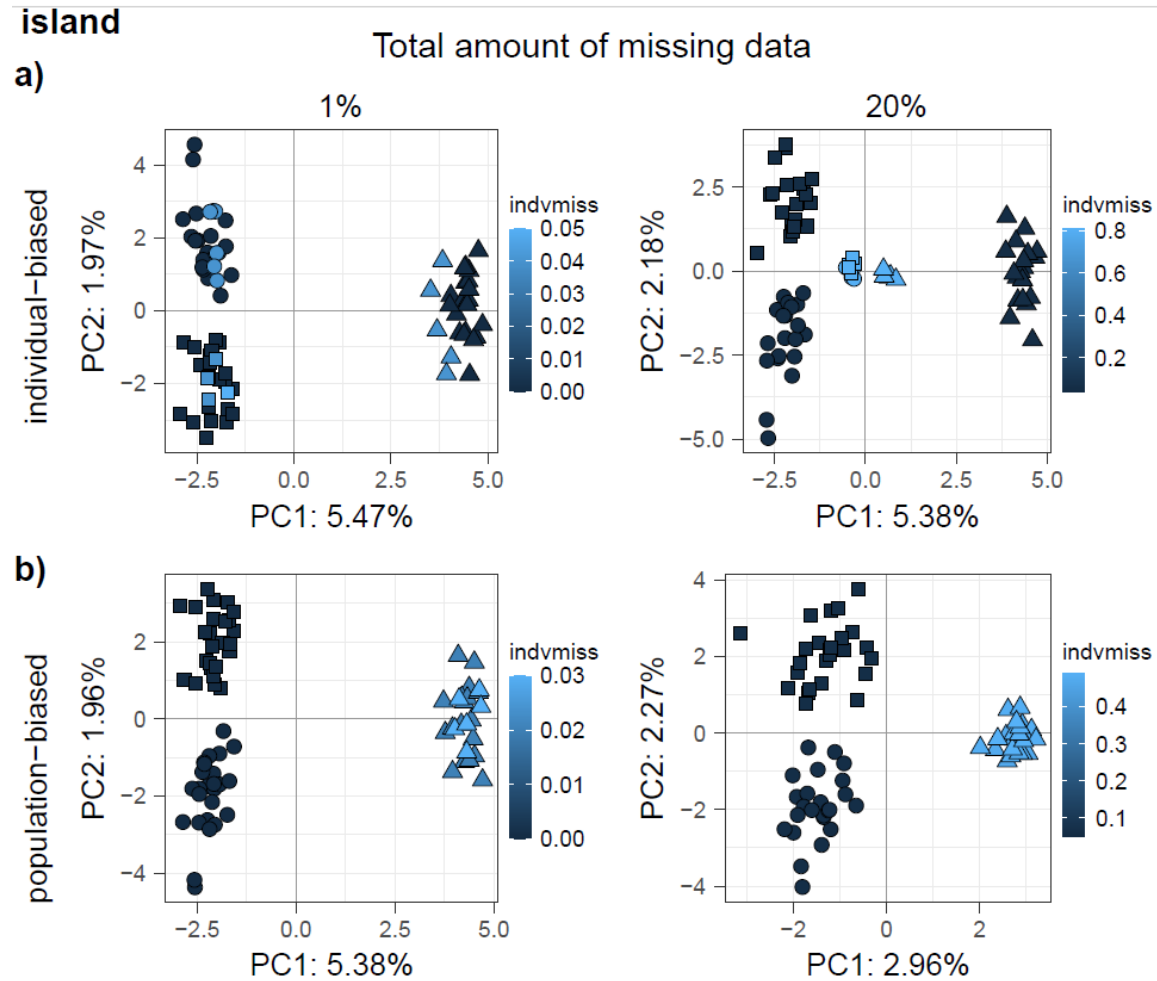 island
Total amount of missing data
a)
1%
20%
individual−biased
PC2: 1.97%
4
2
0
−2
−2.5
0.0
2.5
5.0
PC1: 5.47%
indvmiss
0.05
0.04
0.03
0.02
0.01
0.00
PC2: 2.18%
2.5
0.0
−2.5
−5.0
−2.5
0.0
2.5
5.0
PC1: 5.38%
indvmiss
0.8
0.6
0.4
0.2
b)
population−biased
PC2: 1.96%
2
0
−2
−4
−2.5
0.0
2.5
5.0
PC1: 5.38%
indvmiss
0.03
0.02
0.01
0.00
PC2: 2.27%
4
2
0
−2
−4
−2
0
2
PC1: 2.96%
indvmiss
0.4
0.3
0.2
0.1